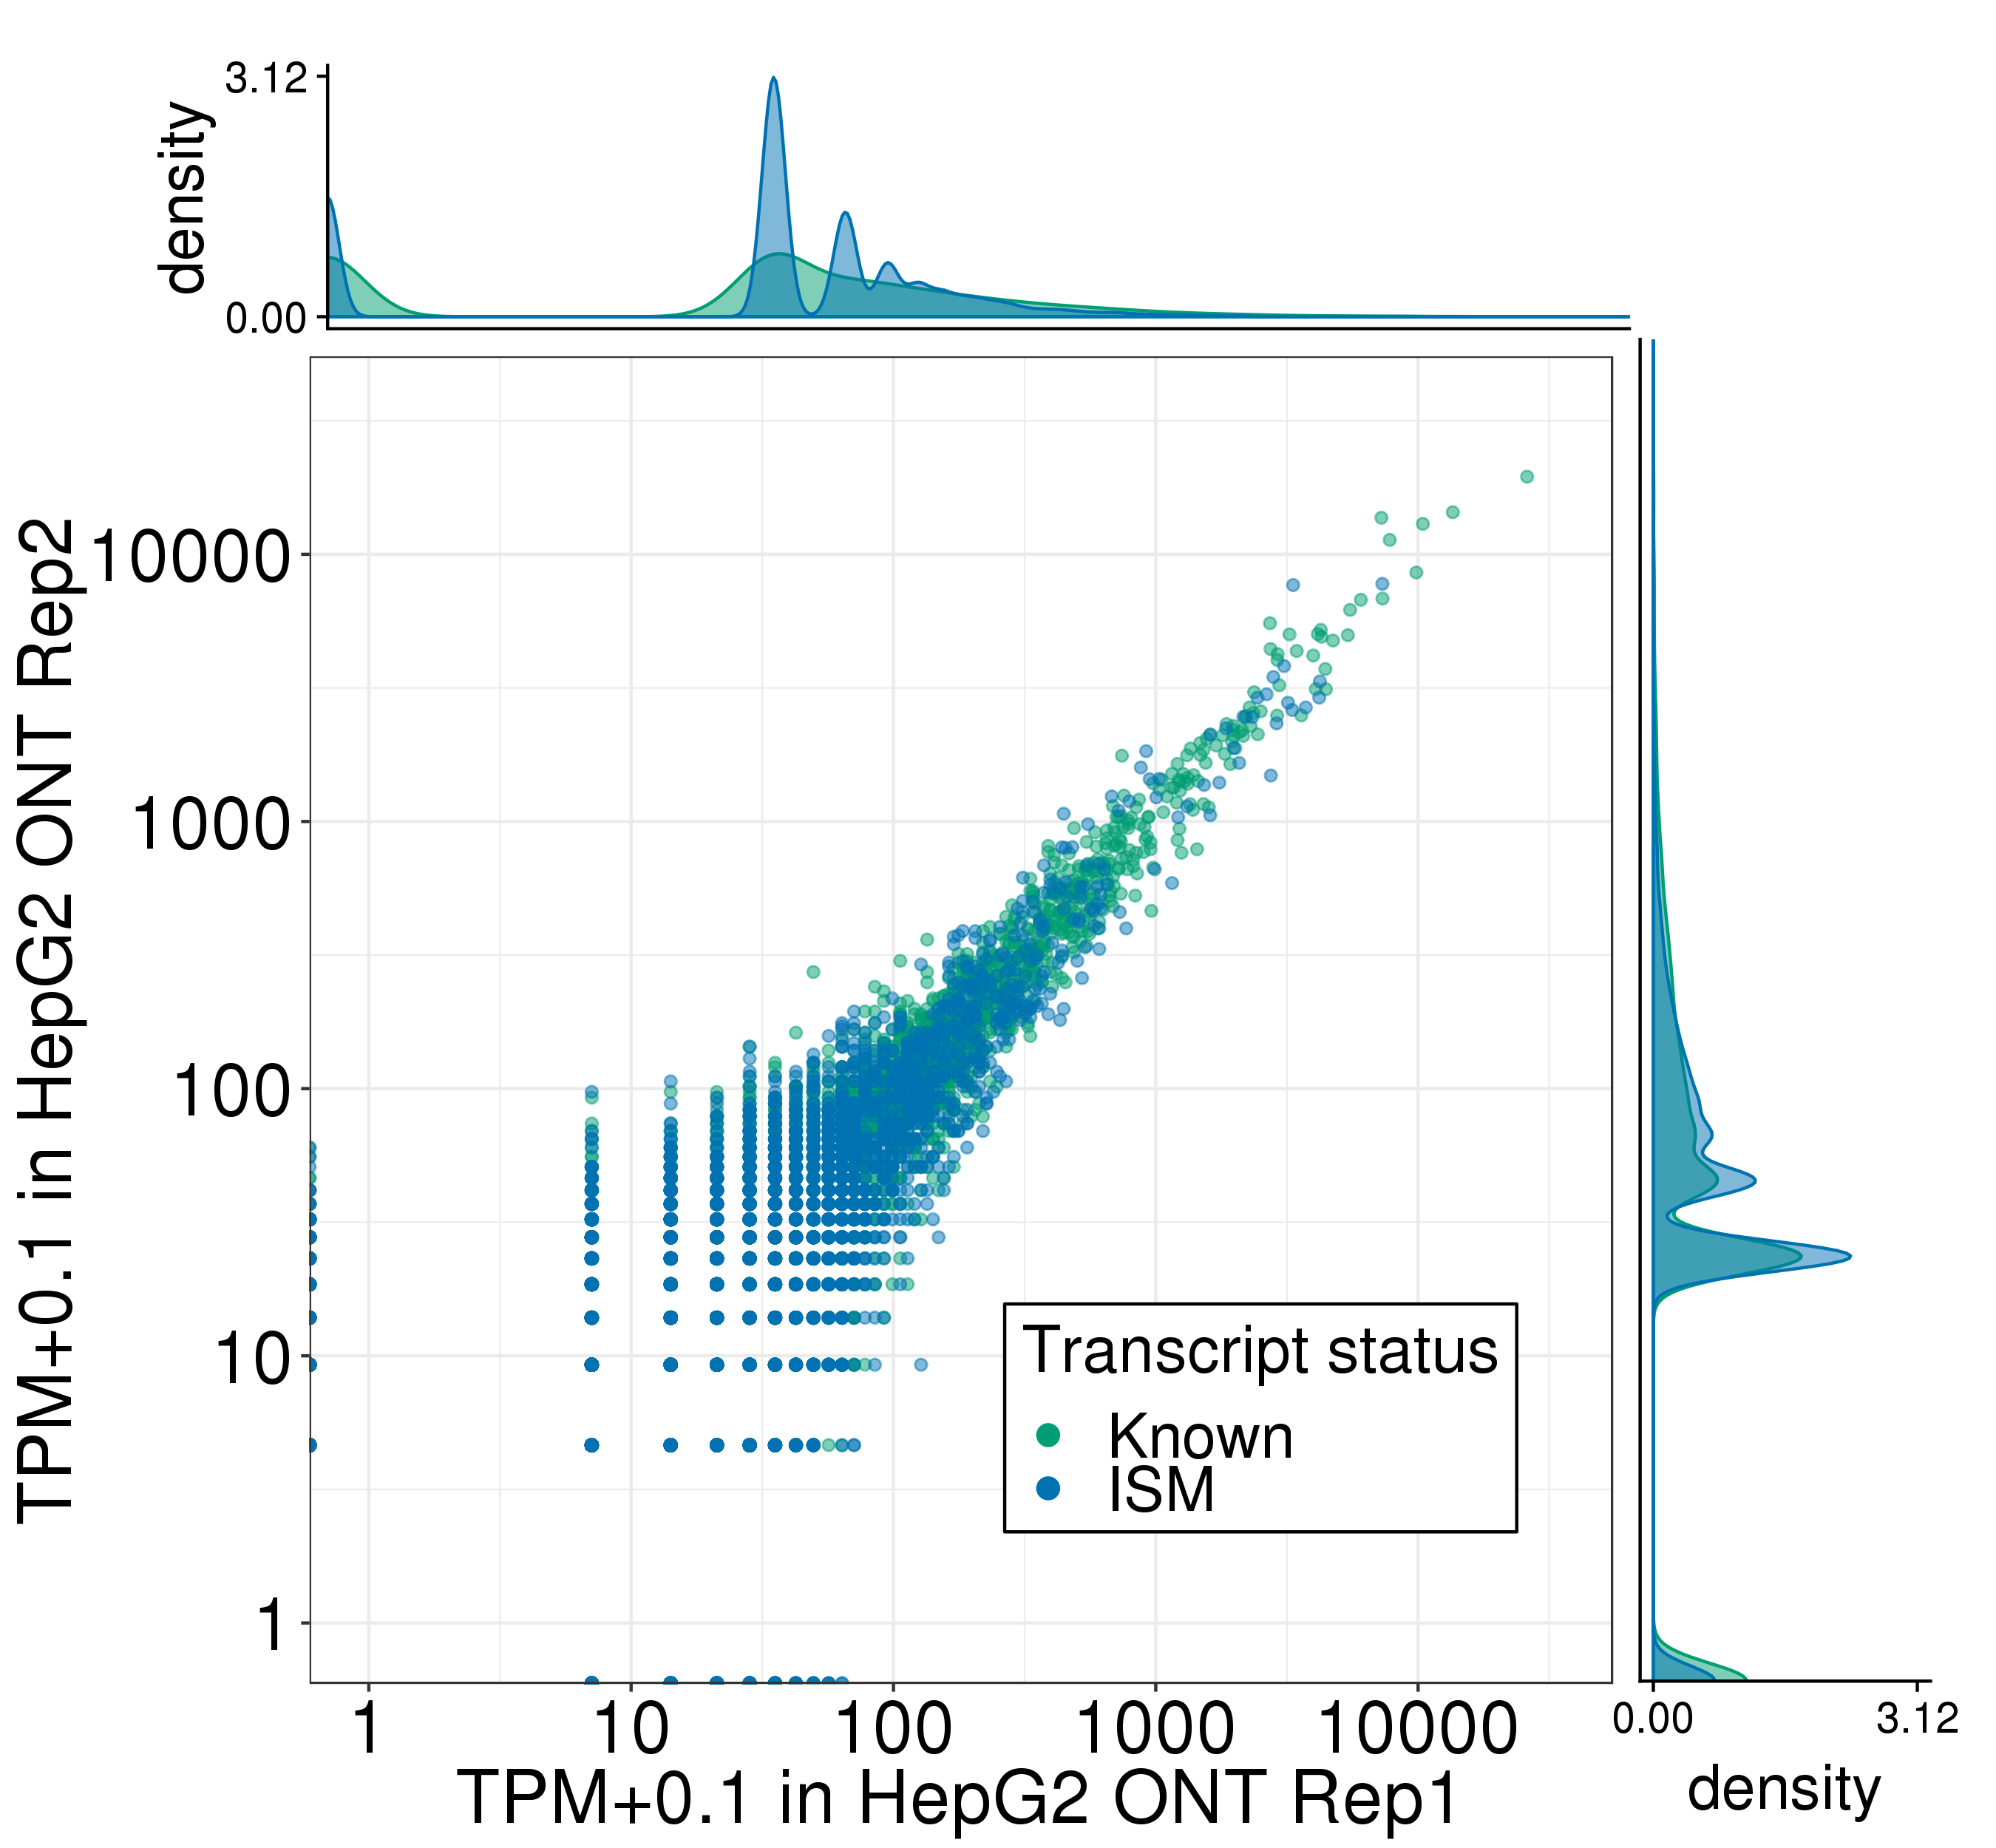 3.12
0.00
density
10000
1000
100
10
1
TPM+0.1 in HepG2 ONT Rep2
Transcript status
Known
ISM
1 10 100 1000 10000
TPM+0.1 in HepG2 ONT Rep1
0.00 3.12
density